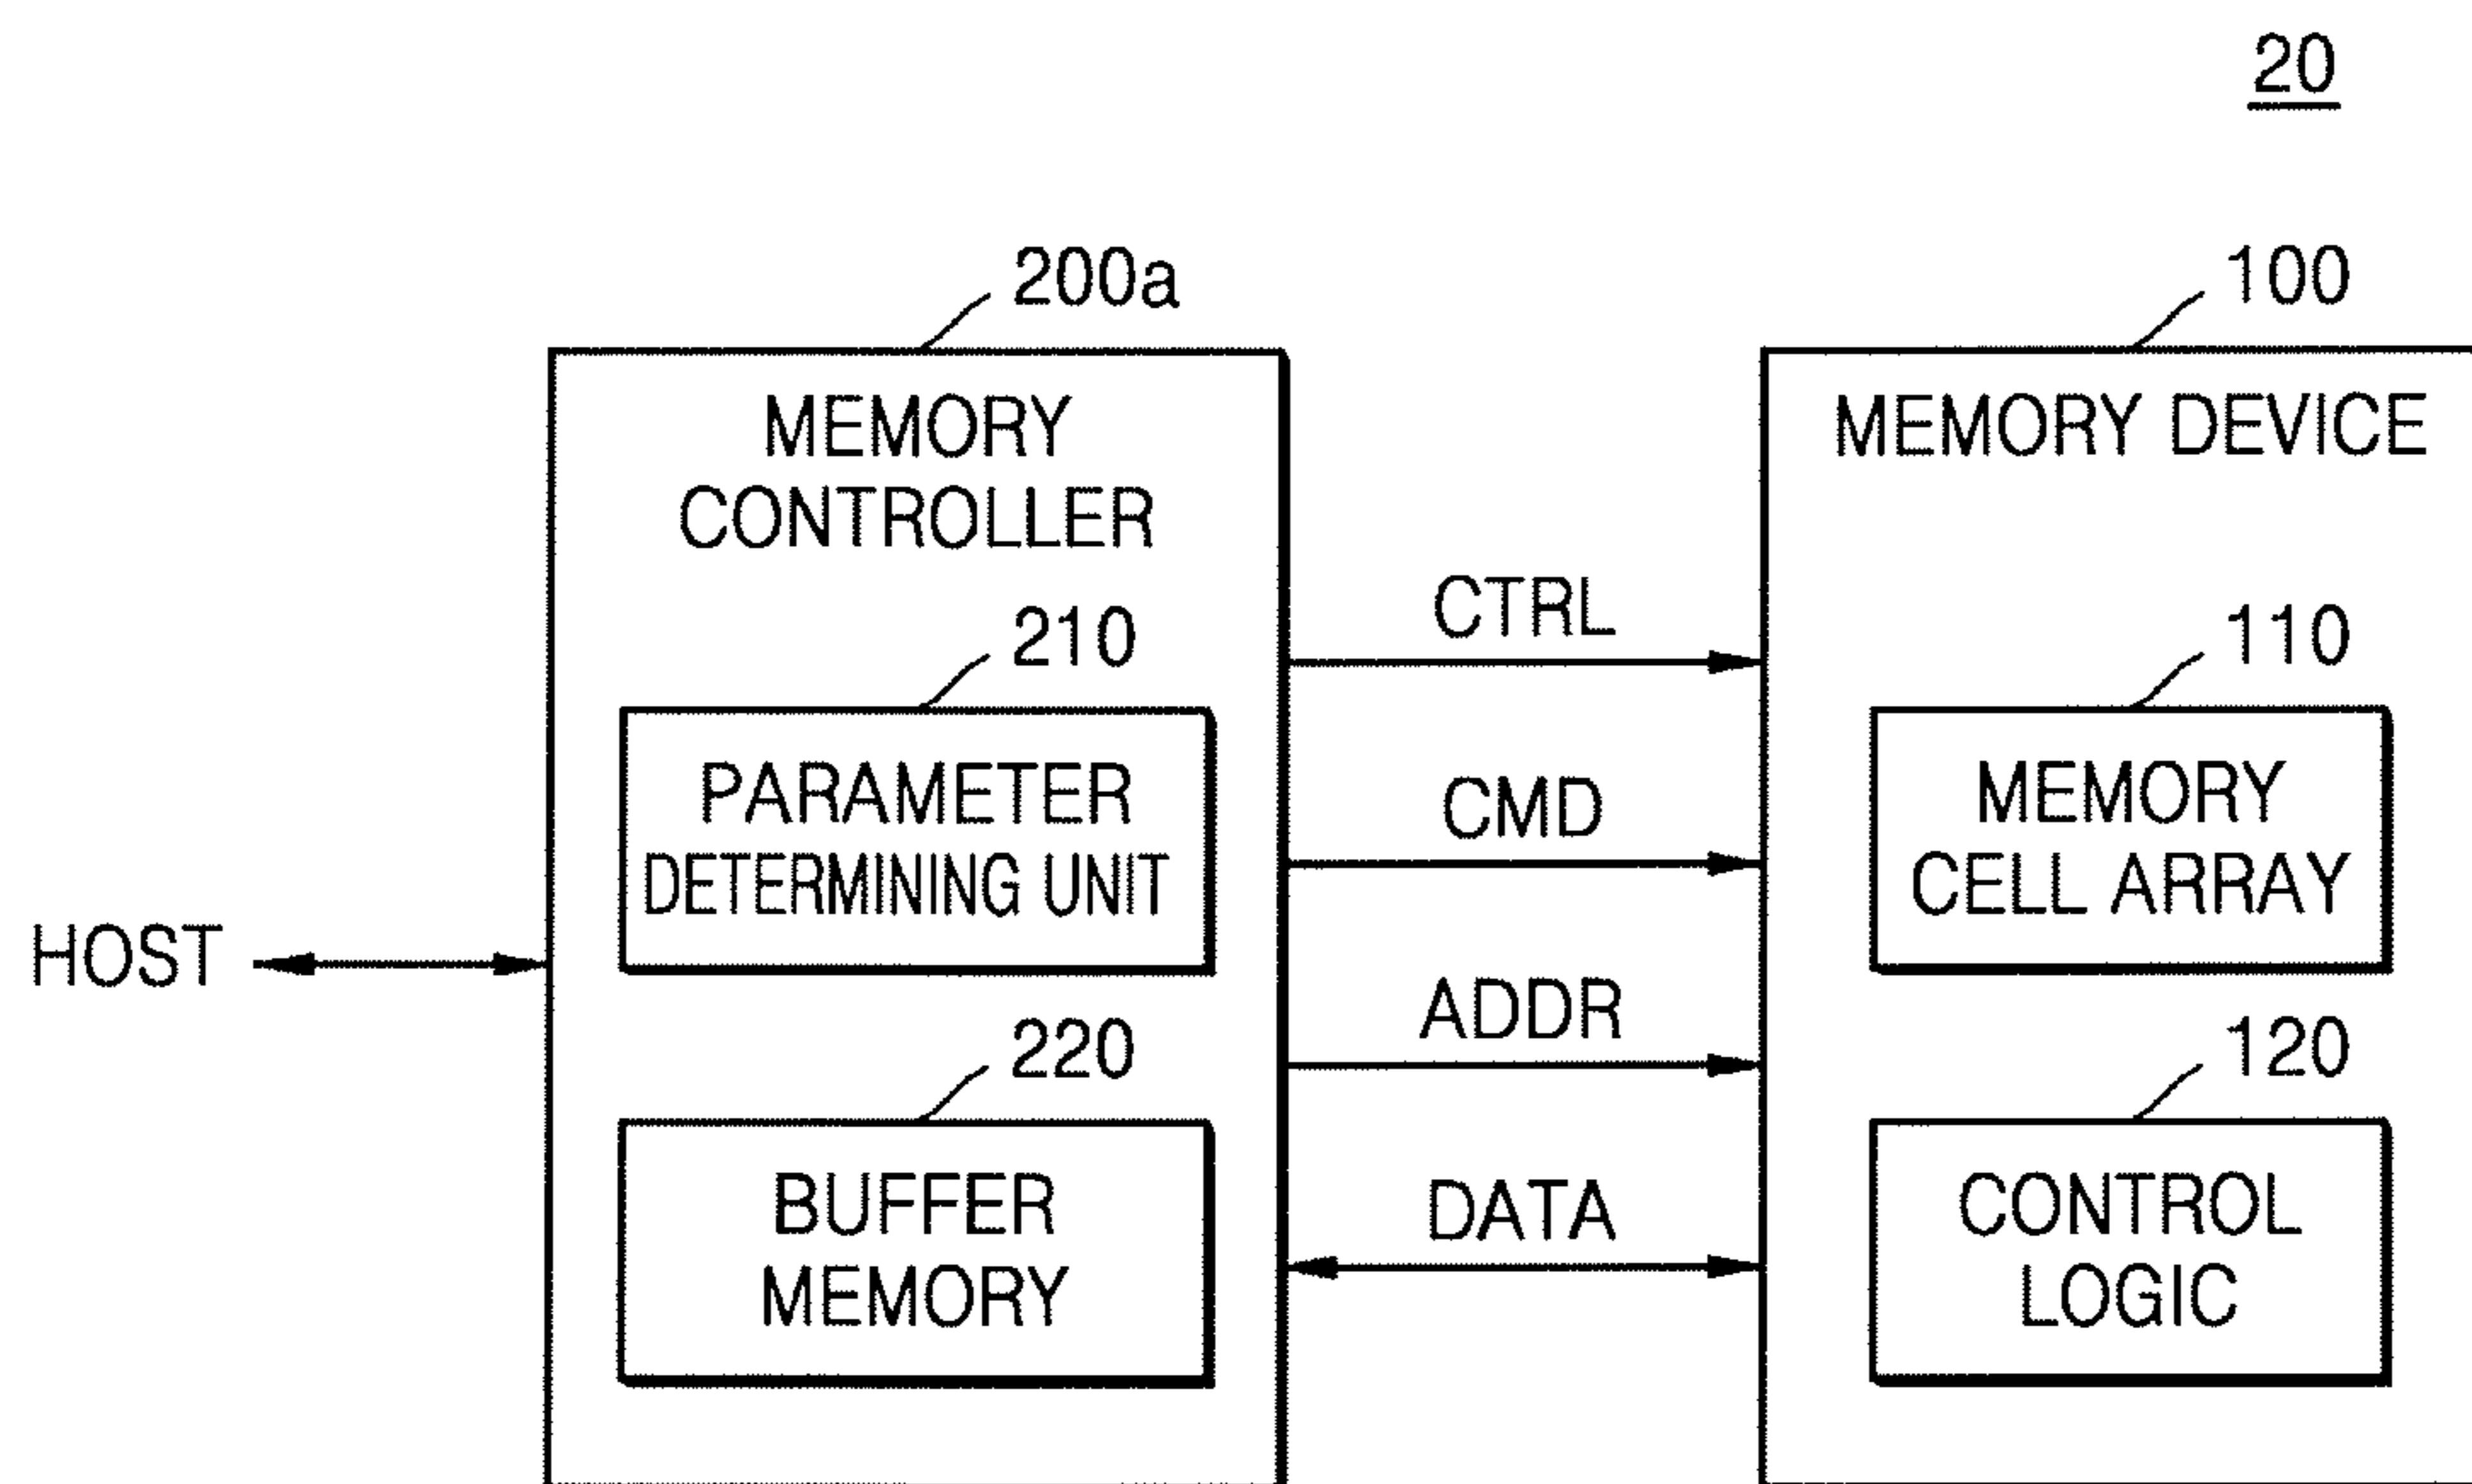 20
200a
100
MEMORY
CONTROLLER
MEMORY DEVICE
CTRL
210
110
PARAMETER
DETERMINING UNIT
CMD
MEMORY
CELL ARRAY
HOST
ADDR
220
120
BUFFER
MEMORY
DATA
CONTROL
LOGIC